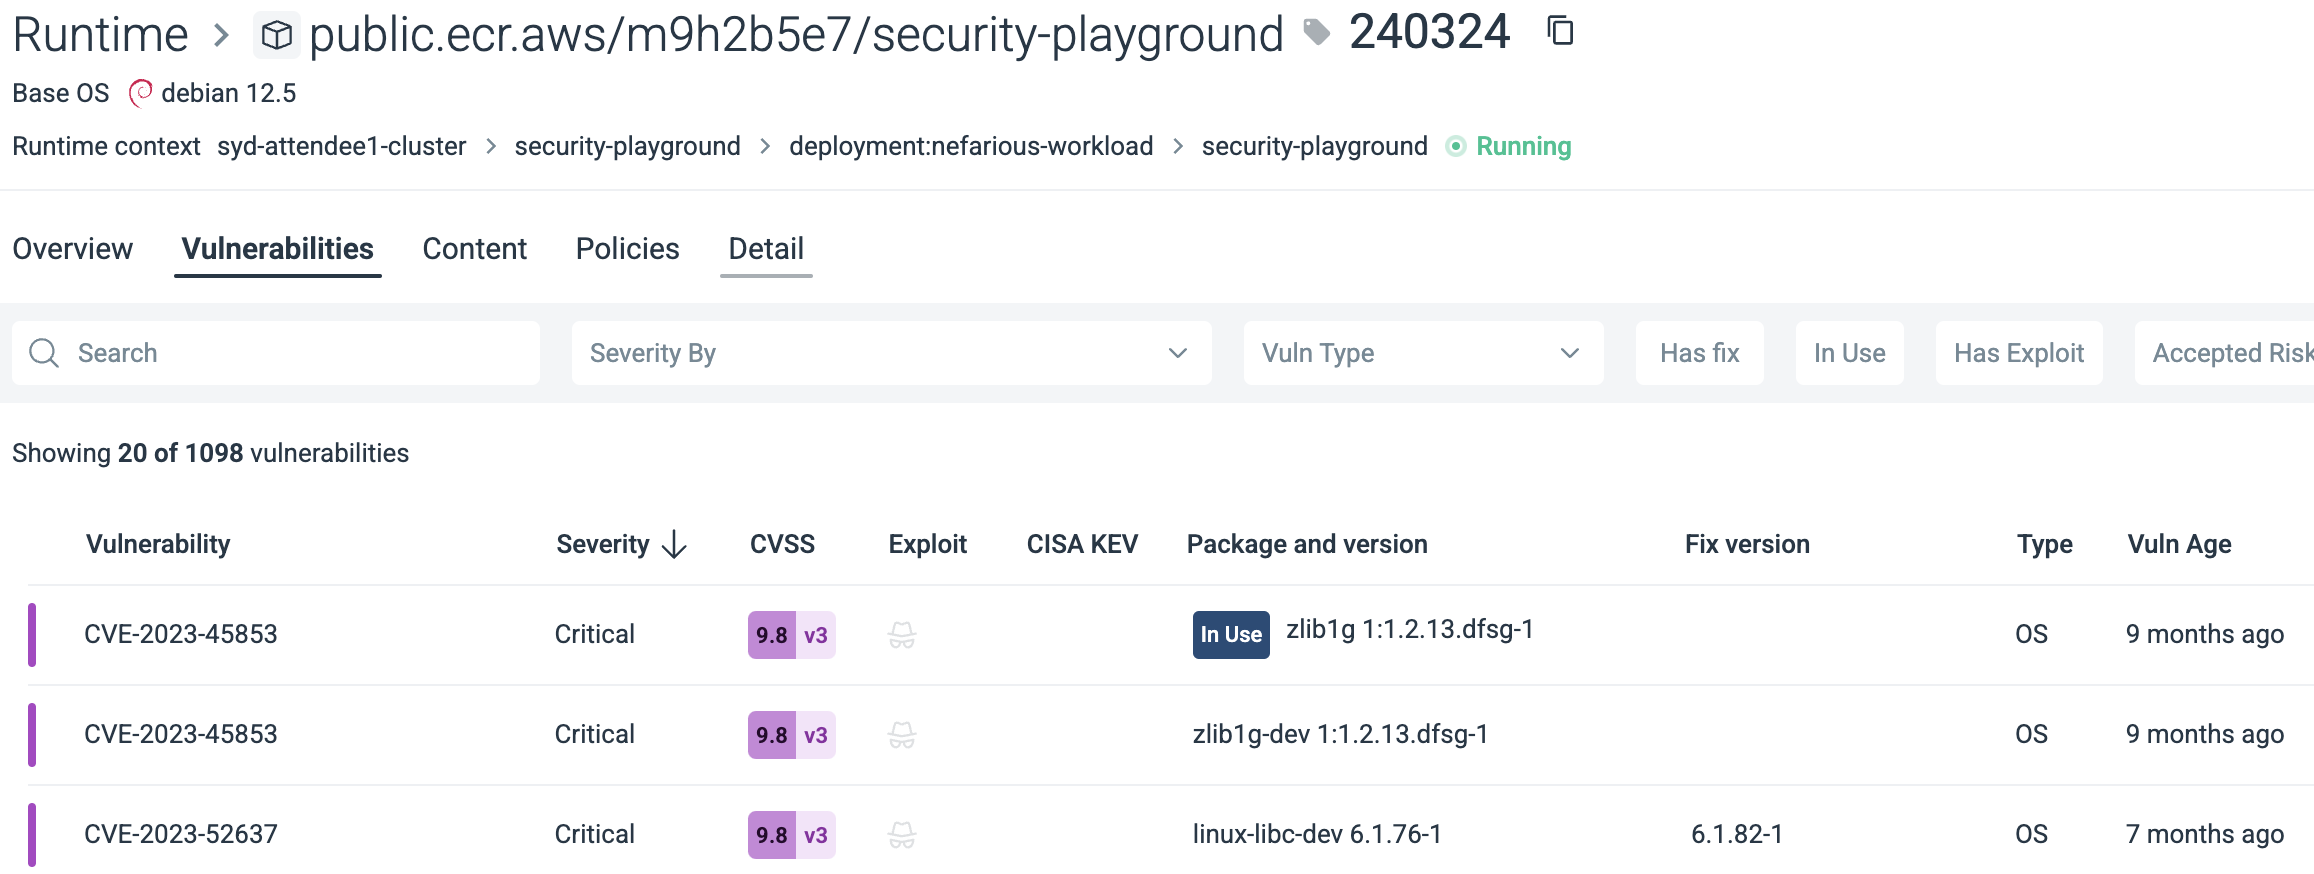 Runtime > public.ecr.aws/m9h2b5e7/security-playground 240324
Base OS debian 12.5
Runtime context syd-attendee1-cluster > security-playground > deployment:nefarious-workload > security-playground Running
Overview Vulnerabilities Content Policies Detail
Search Severity By Vuln Type Has fix In Use Has Exploit Accepted Risk
Showing 20 of 1098 vulnerabilities
Vulnerability Severity CVSS Exploit CISA KEV Package and version Fix version Type Vuln Age
CVE-2023-45853 Critical 9.8 v3 In Use zlib1g 1:1.2.13.dfsg-1 OS 9 months ago
CVE-2023-45853 Critical 9.8 v3 zlib1g-dev 1:1.2.13.dfsg-1 OS 9 months ago
CVE-2023-52637 Critical 9.8 v3 linux-libc-dev 6.1.76-1 6.1.82-1 OS 7 months ago